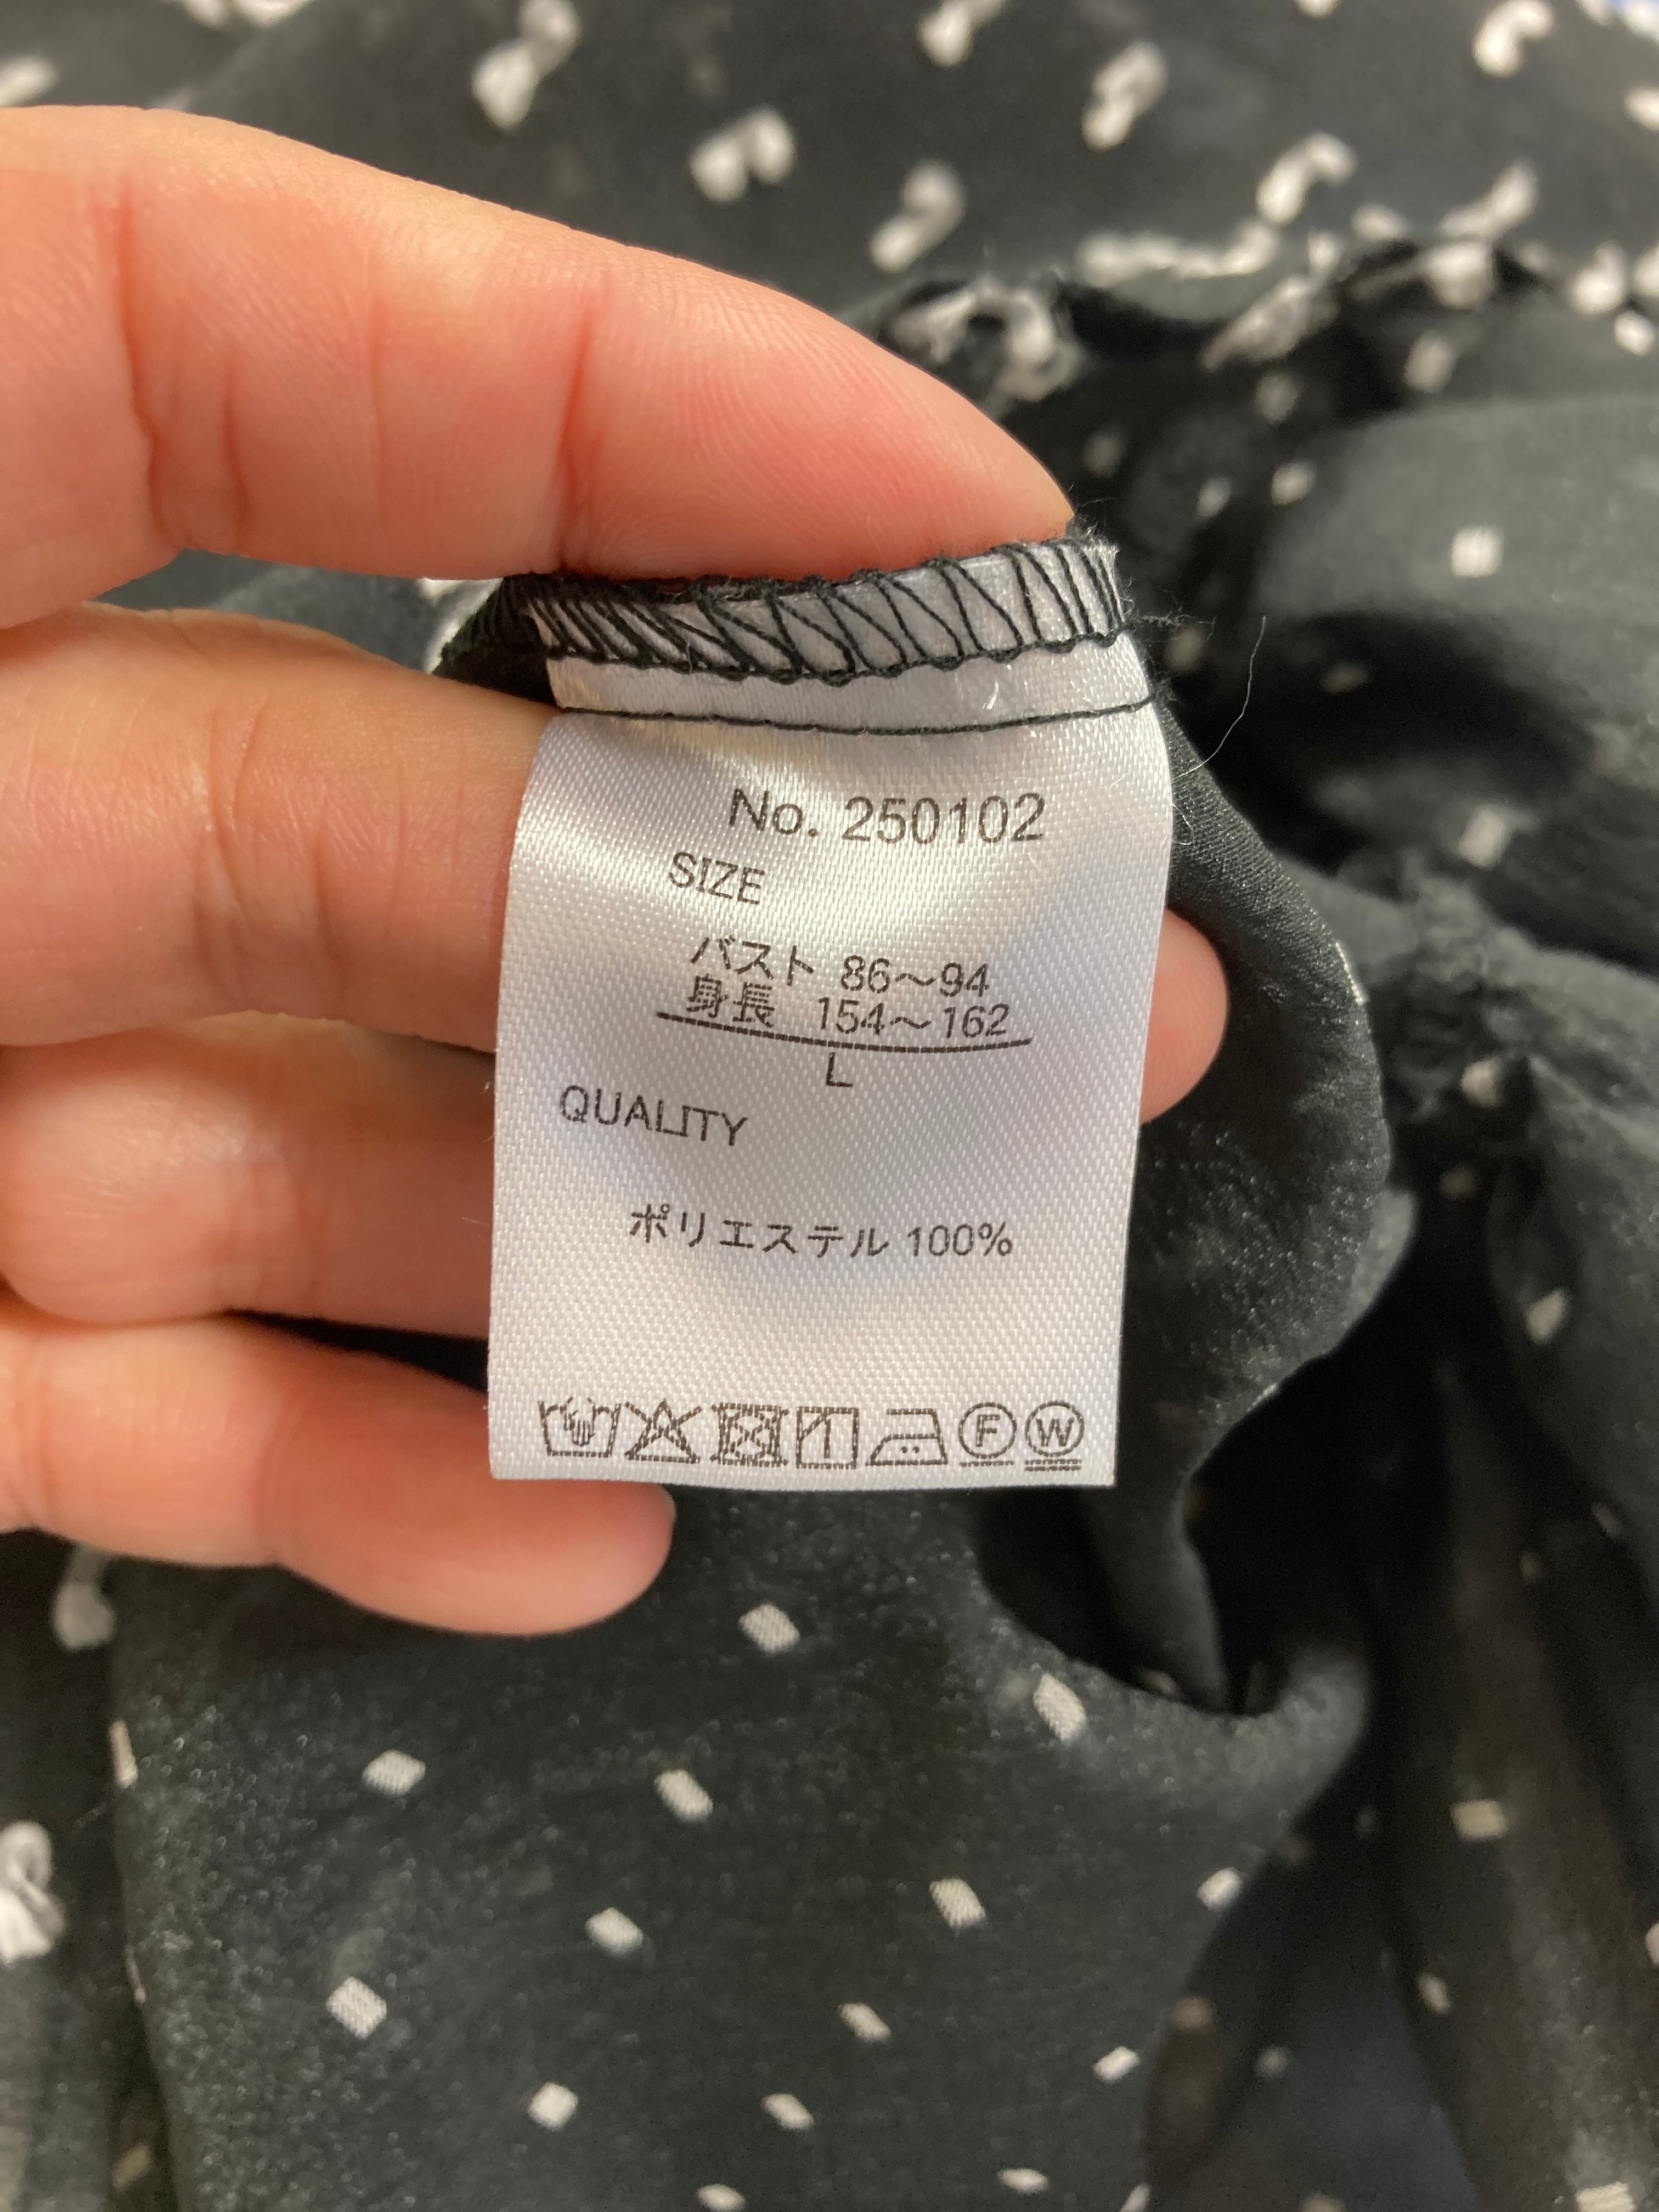 No. 250102
SIZE
バスト 86～94
身長 154～162
L
QUALITY
ポリエステル 100%
F W